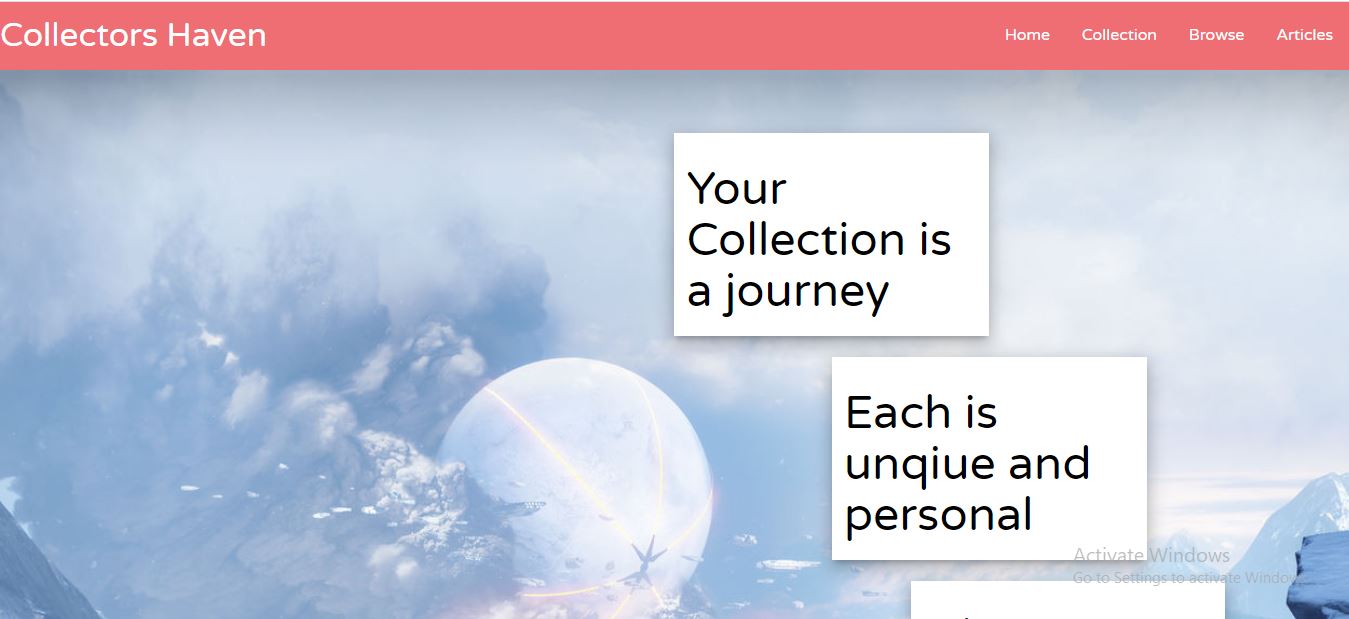 Collectors Haven
Home Collection Browse Articles
Your
Collection is
a journey
Each is
unqiue and
personal
Activate Windows
Go to Settings to activate Windows.